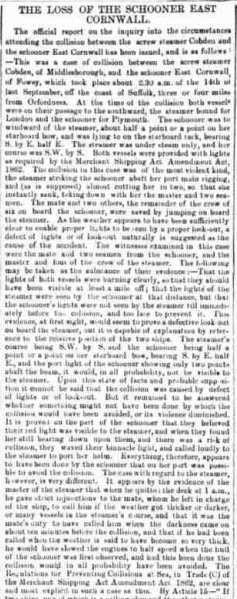 THE LOSS OF THE SCHOONER EAST
CORNWALL.
The official report on the inquiry into the circumstances
attending the collision between the screw steamer Cobden and
the schooner East Cornwall has been issued, and is as follows:
—This was a case of collision between the screw steamer
Cobden, of Middlesborough, and the schooner East Cornwall,
of Fowey, which took place about 2.30 a.m. of the 14th of
last September, off the coast of Suffolk, three or four miles
from Orfordness. At the time of the collision both vessels
were on their passage to the southward, the steamer bound for
London and the schooner for Plymouth. The schooner was to
windward of the steamer, about half a point or a point on her
starboard bow, and was lying to on the starboard tack, bearing
S. by E. half E. The steamer was under steam only, and her
course was S.W. by S. Both vessels were provided with lights
as required by the Merchant Shipping Act Amendment Act,
1862. The collision in this case was of the most violent kind,
the steamer striking the schooner abaft her port main rigging,
and (as is supposed) almost cutting her in two, so that she
instantly sank, taking down with her the master and two sea-
men. The mate and two others, the remainder of the crew of
six on board the schooner, were saved by jumping on board
the steamer. As the weather appears to have been sufficiently
clear to enable proper lights to be seen by a proper look-out, a
defect of lights or of look-out naturally is suggested as the
cause of the accident. The witnesses examined in this case
were the mate and two seamen from the schooner, and the
master and four of the crew of the steamer. The following
may be taken as the substance of their evidence:—That the
lights of both vessels were burning clearly, so that they should
have been visible at least a mile off; that the lights of the
steamer were seen by the schooner at that distance, but that
the schooner's lights were not seen by the steamer till immedi-
ately before the collision, and too late to prevent it. This
evidence, at first sight, would seem to prove a defective look-out
on board the steamer, but it is capable of explanation by refer-
ence to the relative position of the two ships. The steamer's
course being S.W. by S. and the schooner being half a
point or a point on her starboard bow, bearing S. by E. half
E., and the port light of the schooner showing only two points
abaft the beam, it would, in all probability, not be visible to
the steamer. Upon this state of facts and probable supposi-
tion it cannot be said that the collision was caused by defect
of lights or of look-out. But it remained to be answered
whether something might not have been done by which the
collision would have been avoided, or its violence diminished.
It is proved on the part of the schooner that they believed
their red light was visible to the steamer, and when they found
her still bearing down upon them, and there was a risk of
collision, they waved their binnacle light, and called loudly to
the steamer to port her helm. Everything, therefore, appears
to have been done by the schooner that on her part was possi-
ble to avoid the collision. The case with regard to the steamer,
however, is very different. It appears by the evidence of the
master of the steamer that when he quitted the deck at 1 a.m.,
he gave strict injunctions to the mate, whom he left in charge
of the ship, to call him if the weather got thicker or darker,
or many vessels in the steamer's course, and that it was the
mate's duty to have called him when the darkness came on
about ten minutes before the collision, and that if he had been
called when the weather is said to have become so very thick,
he would have slowed the engines to half speed when the hull
of the schooner was first observed, and had this been done the
collision would in all probability have been avoided. The
Regulations for Preventing Collisions at Sea, in Trade (C) of
the Merchant Shipping Act Amendment Act 1862, are clear
and most explicit in such a case as this. By Article 15—" If